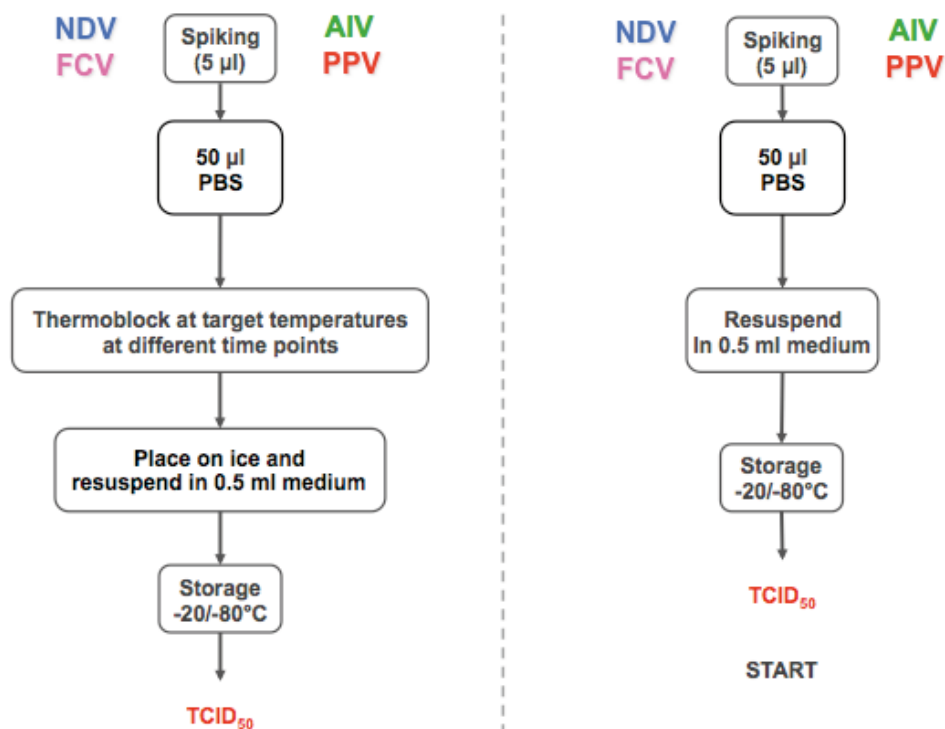 NDV
FCV
Spiking
(5 µl)
AIV
PPV
50 µl
PBS
Thermoblock at target temperatures
at different time points
Place on ice and
resuspend in 0.5 ml medium
Storage
-20/-80°C
TCID50
NDV
FCV
Spiking
(5 µl)
AIV
PPV
50 µl
PBS
Resuspend
In 0.5 ml medium
Storage
-20/-80°C
TCID50
START